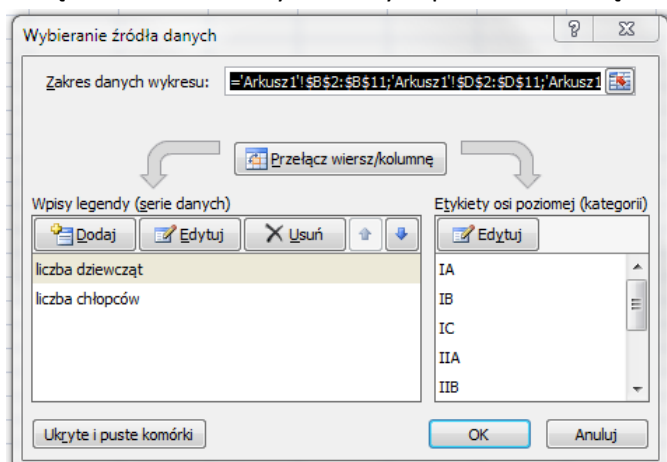 Wybieranie źródła danych
Zakres danych wykresu: ='Arkusz1'!$B$2:$B$11;'Arkusz1'!$D$2:$D$11;'Arkusz1
Przełącz wiersz/kolumnę
Wpisy legendy (serie danych)
Dodaj Edytuj Usuń
liczba dziewcząt
liczba chłopców
Etykiety osi poziomej (kategorii)
Edytuj
IA
IB
IC
IIA
IIB
Ukryte i puste komórki
OK Anuluj